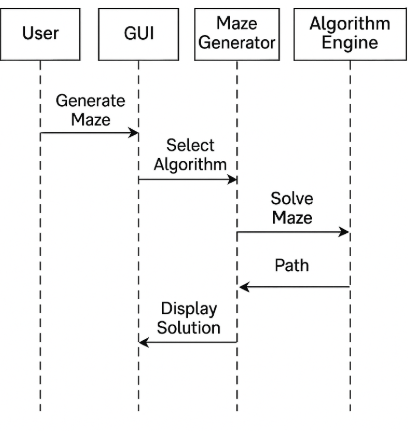 User
GUI
Maze
Generator
Algorithm
Engine
Generate
Maze
Select
Algorithm
Solve
Maze
Path
Display
Solution